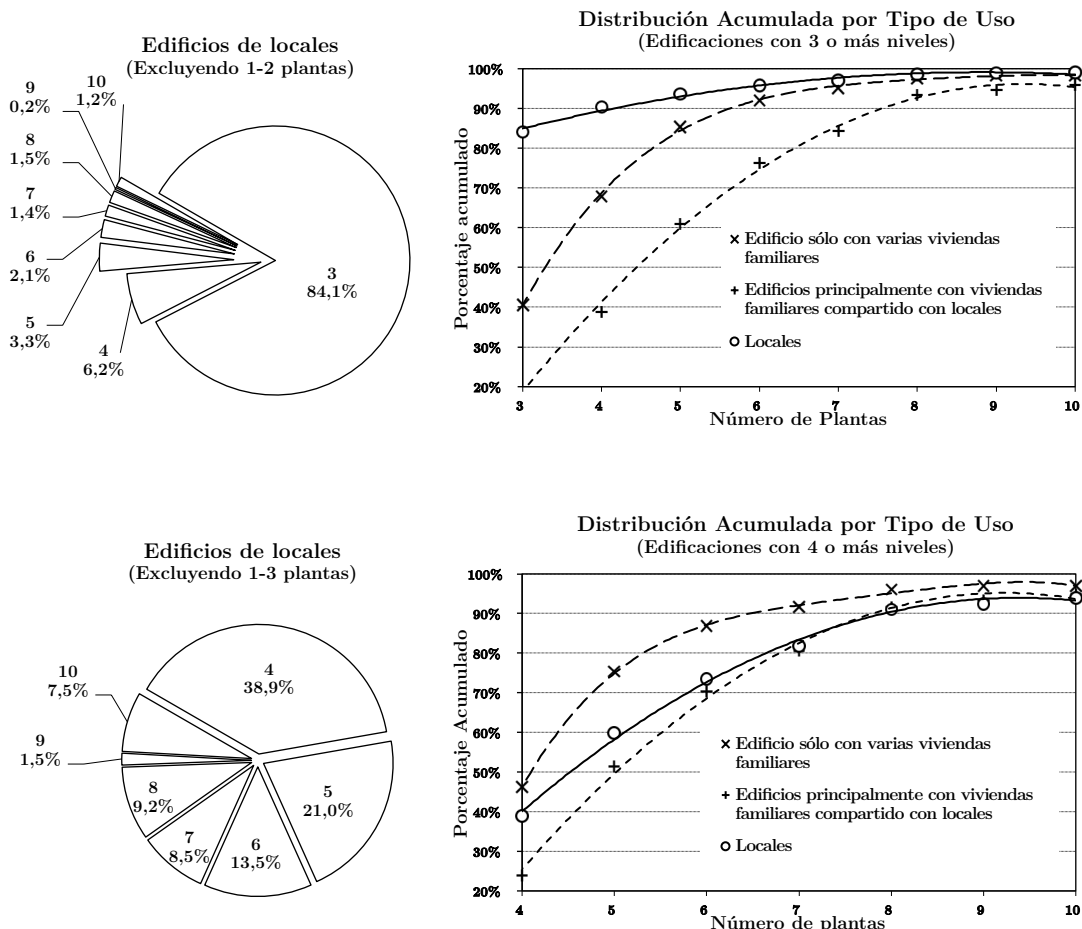 Edificios de locales
(Excluyendo 1-2 plantas)
9
0,2%
10
1,2%
8
1,5%
7
1,4%
6
2,1%
5
3,3%
4
6,2%
3
84,1%
Distribución Acumulada por Tipo de Uso
(Edificaciones con 3 o más niveles)
Porcentaje acumulado
100%
90%
80%
70%
60%
50%
40%
30%
20%
Edificio sólo con varias viviendas
familiares
Edificios principalmente con viviendas
familiares compartido con locales
Locales
3 4 5 6 7 8 9 10
Número de Plantas
Edificios de locales
(Excluyendo 1-3 plantas)
10
7,5%
9
1,5%
8
9,2%
7
8,5%
6
13,5%
5
21,0%
4
38,9%
Distribución Acumulada por Tipo de Uso
(Edificaciones con 4 o más niveles)
Porcentaje Acumulado
100%
90%
80%
70%
60%
50%
40%
30%
20%
Edificio sólo con varias viviendas
familiares
Edificios principalmente con viviendas
familiares compartido con locales
Locales
4 5 6 7 8 9 10
Número de plantas